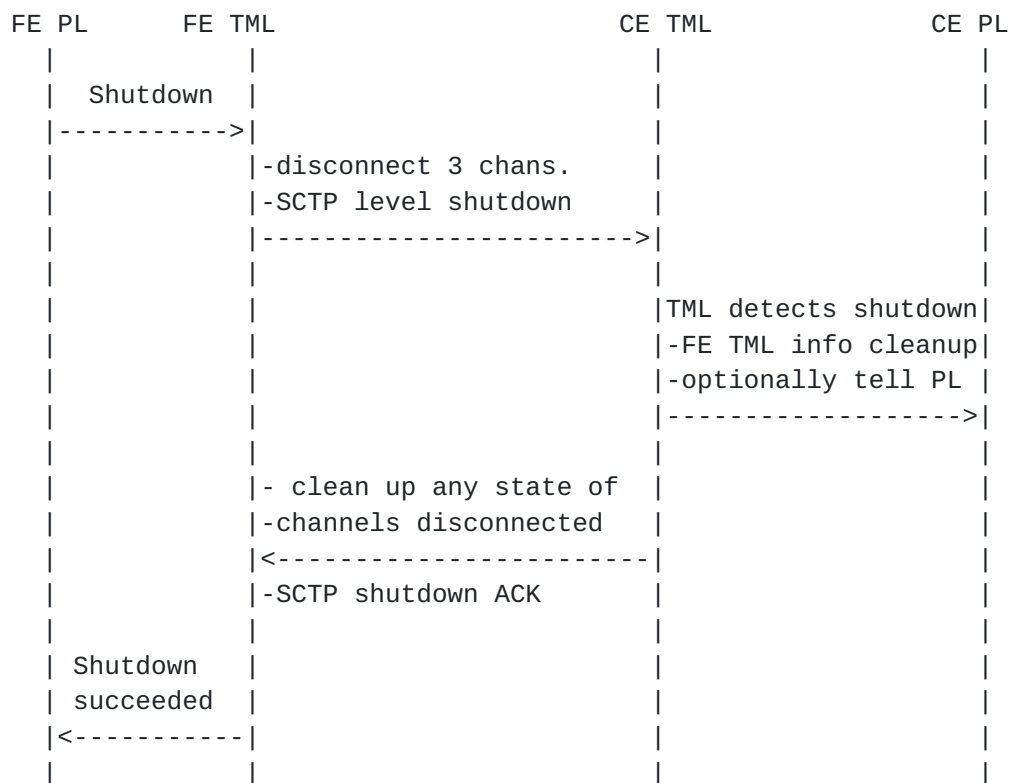 FE PL FE TML CE TML CE PL
Shutdown
-disconnect 3 chans.
-SCTP level shutdown
TML detects shutdown
-FE TML info cleanup
-optionally tell PL
- clean up any state of
-channels disconnected
-SCTP shutdown ACK
Shutdown
succeeded